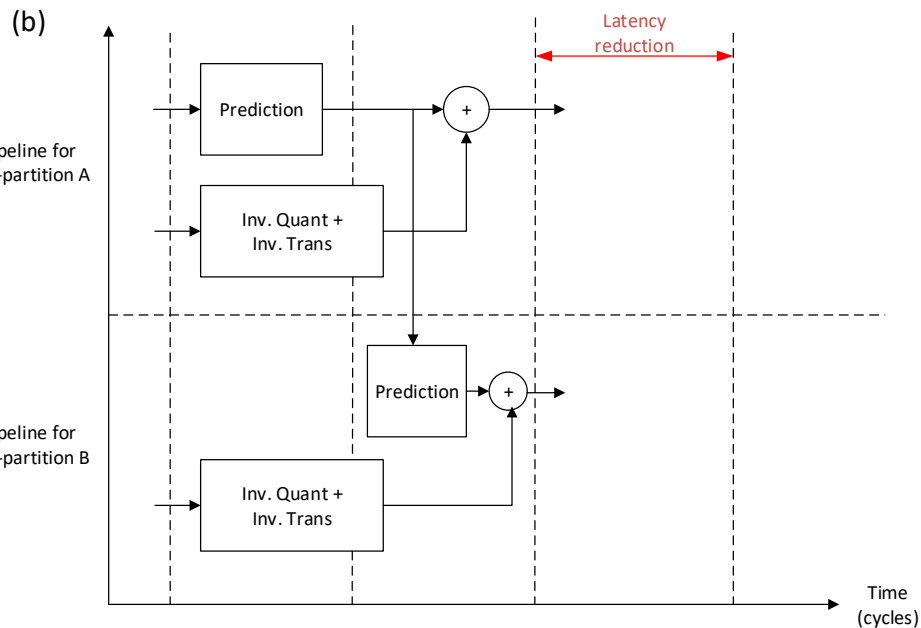 (b)
Latency
reduction
Prediction
+
peline for
-partition A
Inv. Quant +
Inv. Trans
Prediction
+
peline for
-partition B
Inv. Quant +
Inv. Trans
Time
(cycles)